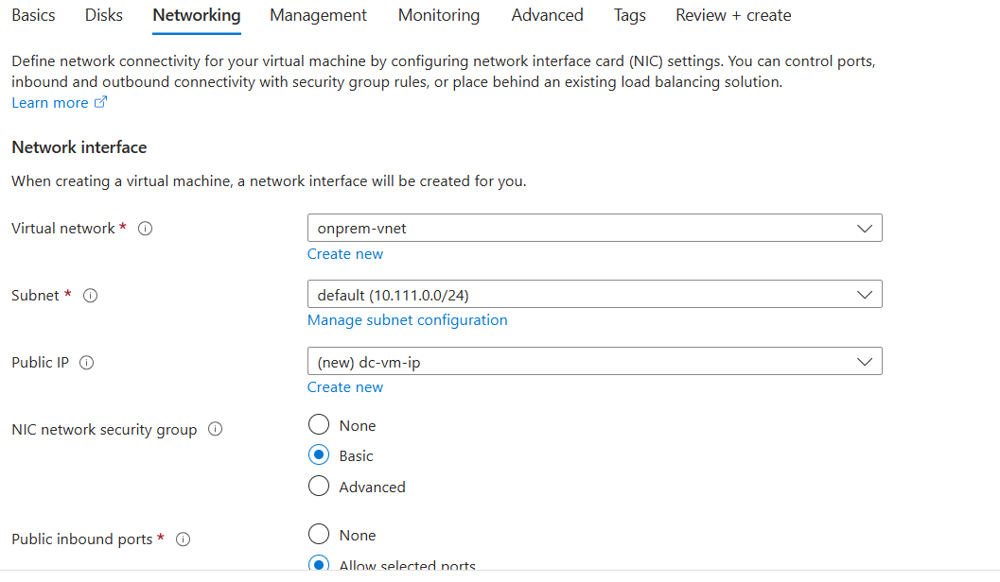 Basics Disks Networking Management Monitoring Advanced Tags Review + create
Define network connectivity for your virtual machine by configuring network interface card (NIC) settings. You can control ports,
inbound and outbound connectivity with security group rules, or place behind an existing load balancing solution.
Learn more
Network interface
When creating a virtual machine, a network interface will be created for you.
Virtual network *
onprem-vnet
Create new
Subnet *
default (10.111.0.0/24)
Manage subnet configuration
Public IP
(new) dc-vm-ip
Create new
NIC network security group
None
Basic
Advanced
Public inbound ports *
None
Allow selected ports